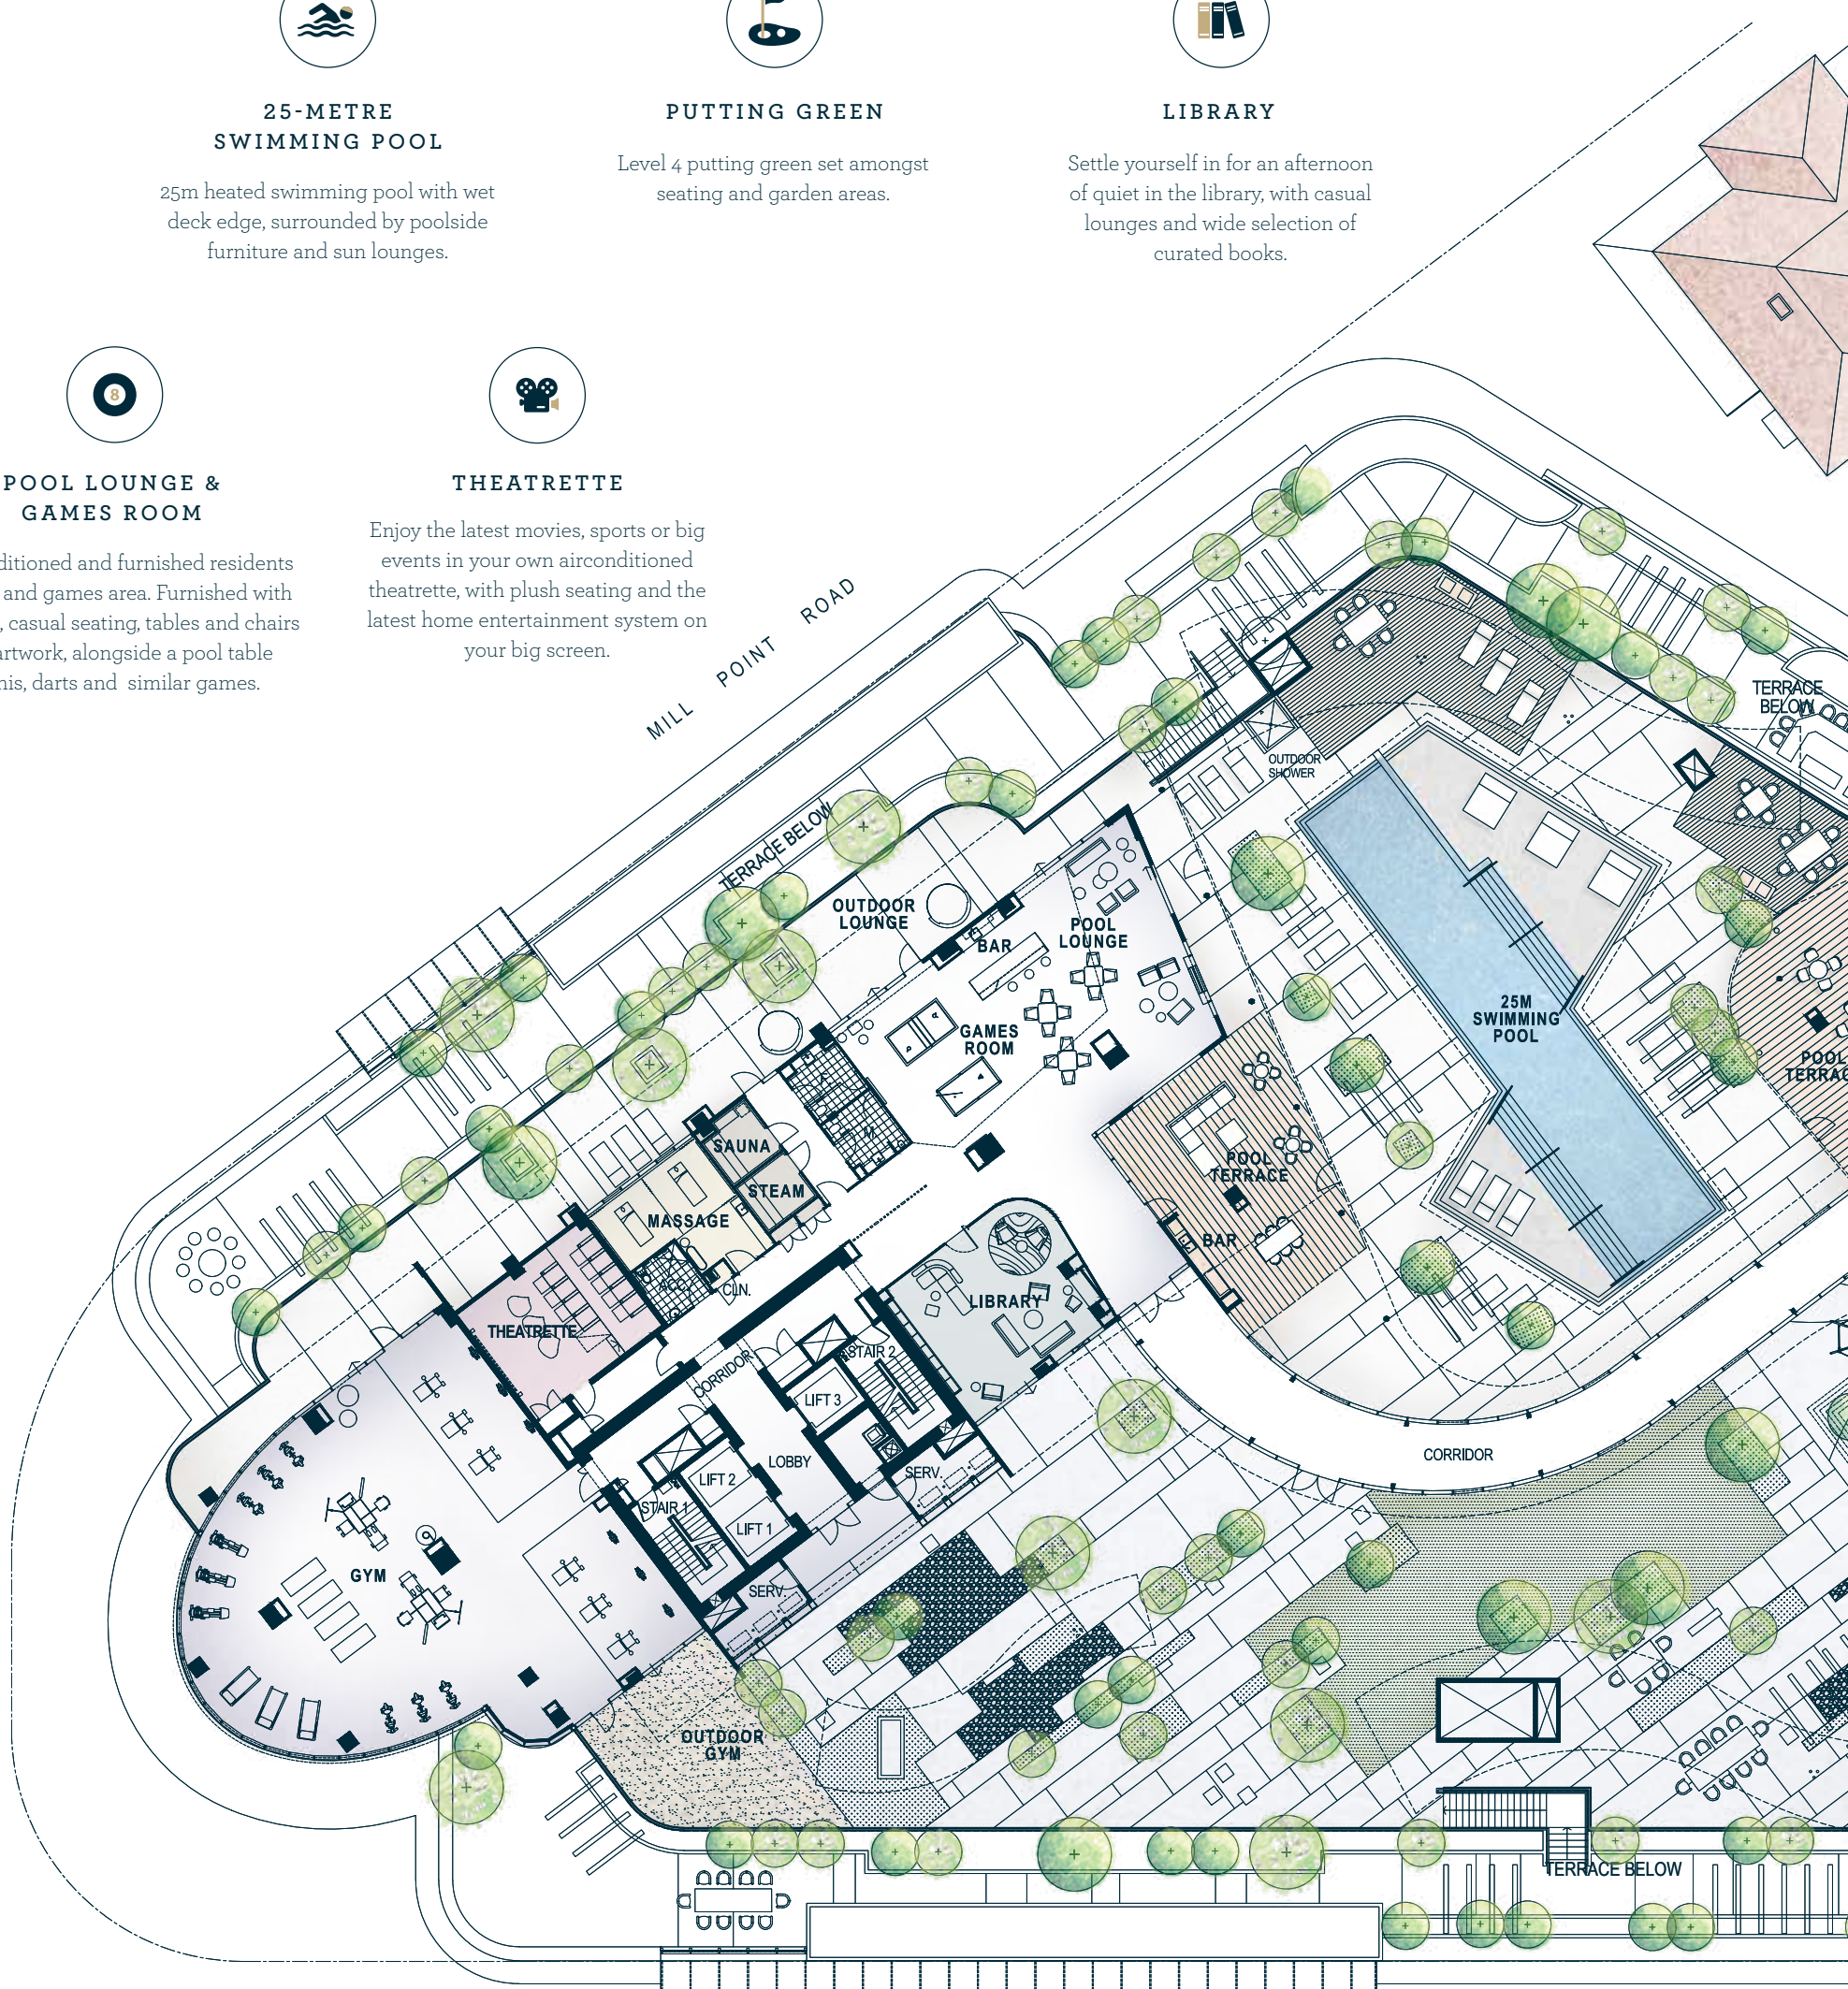 25-METRE
SWIMMING POOL
25m heated swimming pool with wet
deck edge, surrounded by poolside
furniture and sun lounges.
PUTTING GREEN
Level 4 putting green set amongst
seating and garden areas.
LIBRARY
Settle yourself in for an afternoon
of quiet in the library, with casual
lounges and wide selection of
curated books.
8
POOL LOUNGE &
GAMES ROOM
and furnished residents
and games area. Furnished with
, casual seating, tables and chairs
artwork, alongside a pool table
darts and similar games.
THEATRETTE
Enjoy the latest movies, sports or big
events in your own airconditioned
theatrette, with plush seating and the
latest home entertainment system on
your big screen.
MILL POINT ROAD
TERRACE
BELOW
OUTDOOR
SHOWER
TERRACE BELOW
OUTDOOR
LOUNGE
BAR
POOL
LOUNGE
GAMES
ROOM
25M
SWIMMING
POOL
POOL
F
M
SAUNA
STEAM
POOL
TERRACE
MASSAGE
BAR
ACC.
CLN.
LIBRARY
THEATRETTE
CORRIDOR
STAIR 2
LIFT 3
LOBBY
CORRIDOR
LIFT 2
SERV.
STAIR 1
LIFT 1
GYM
SERV.
OUTDOOR
GYM
TERRACE BELOW